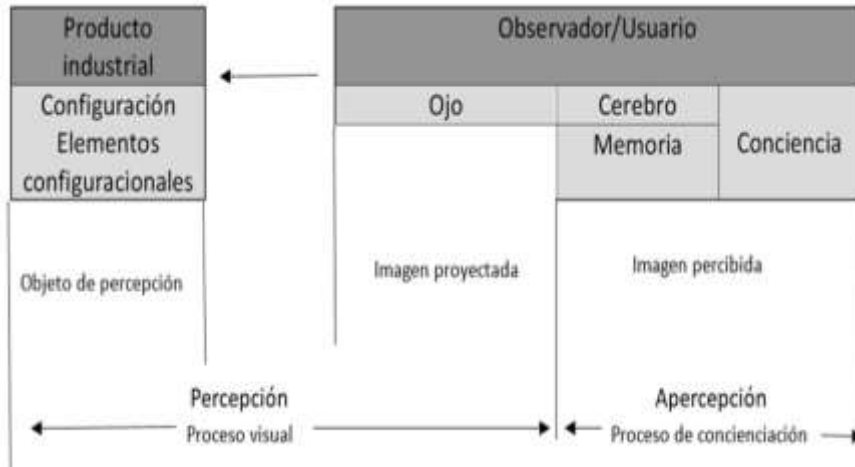 Producto
industrial
Observador/Usuario
Configuración
Elementos
configuracionales
Ojo
Cerebro
Memoria
Conciencia
Objeto de percepción
Imagen proyectada
Imagen percibida
Percepción
Proceso visual
Apercepción
Proceso de concienciación